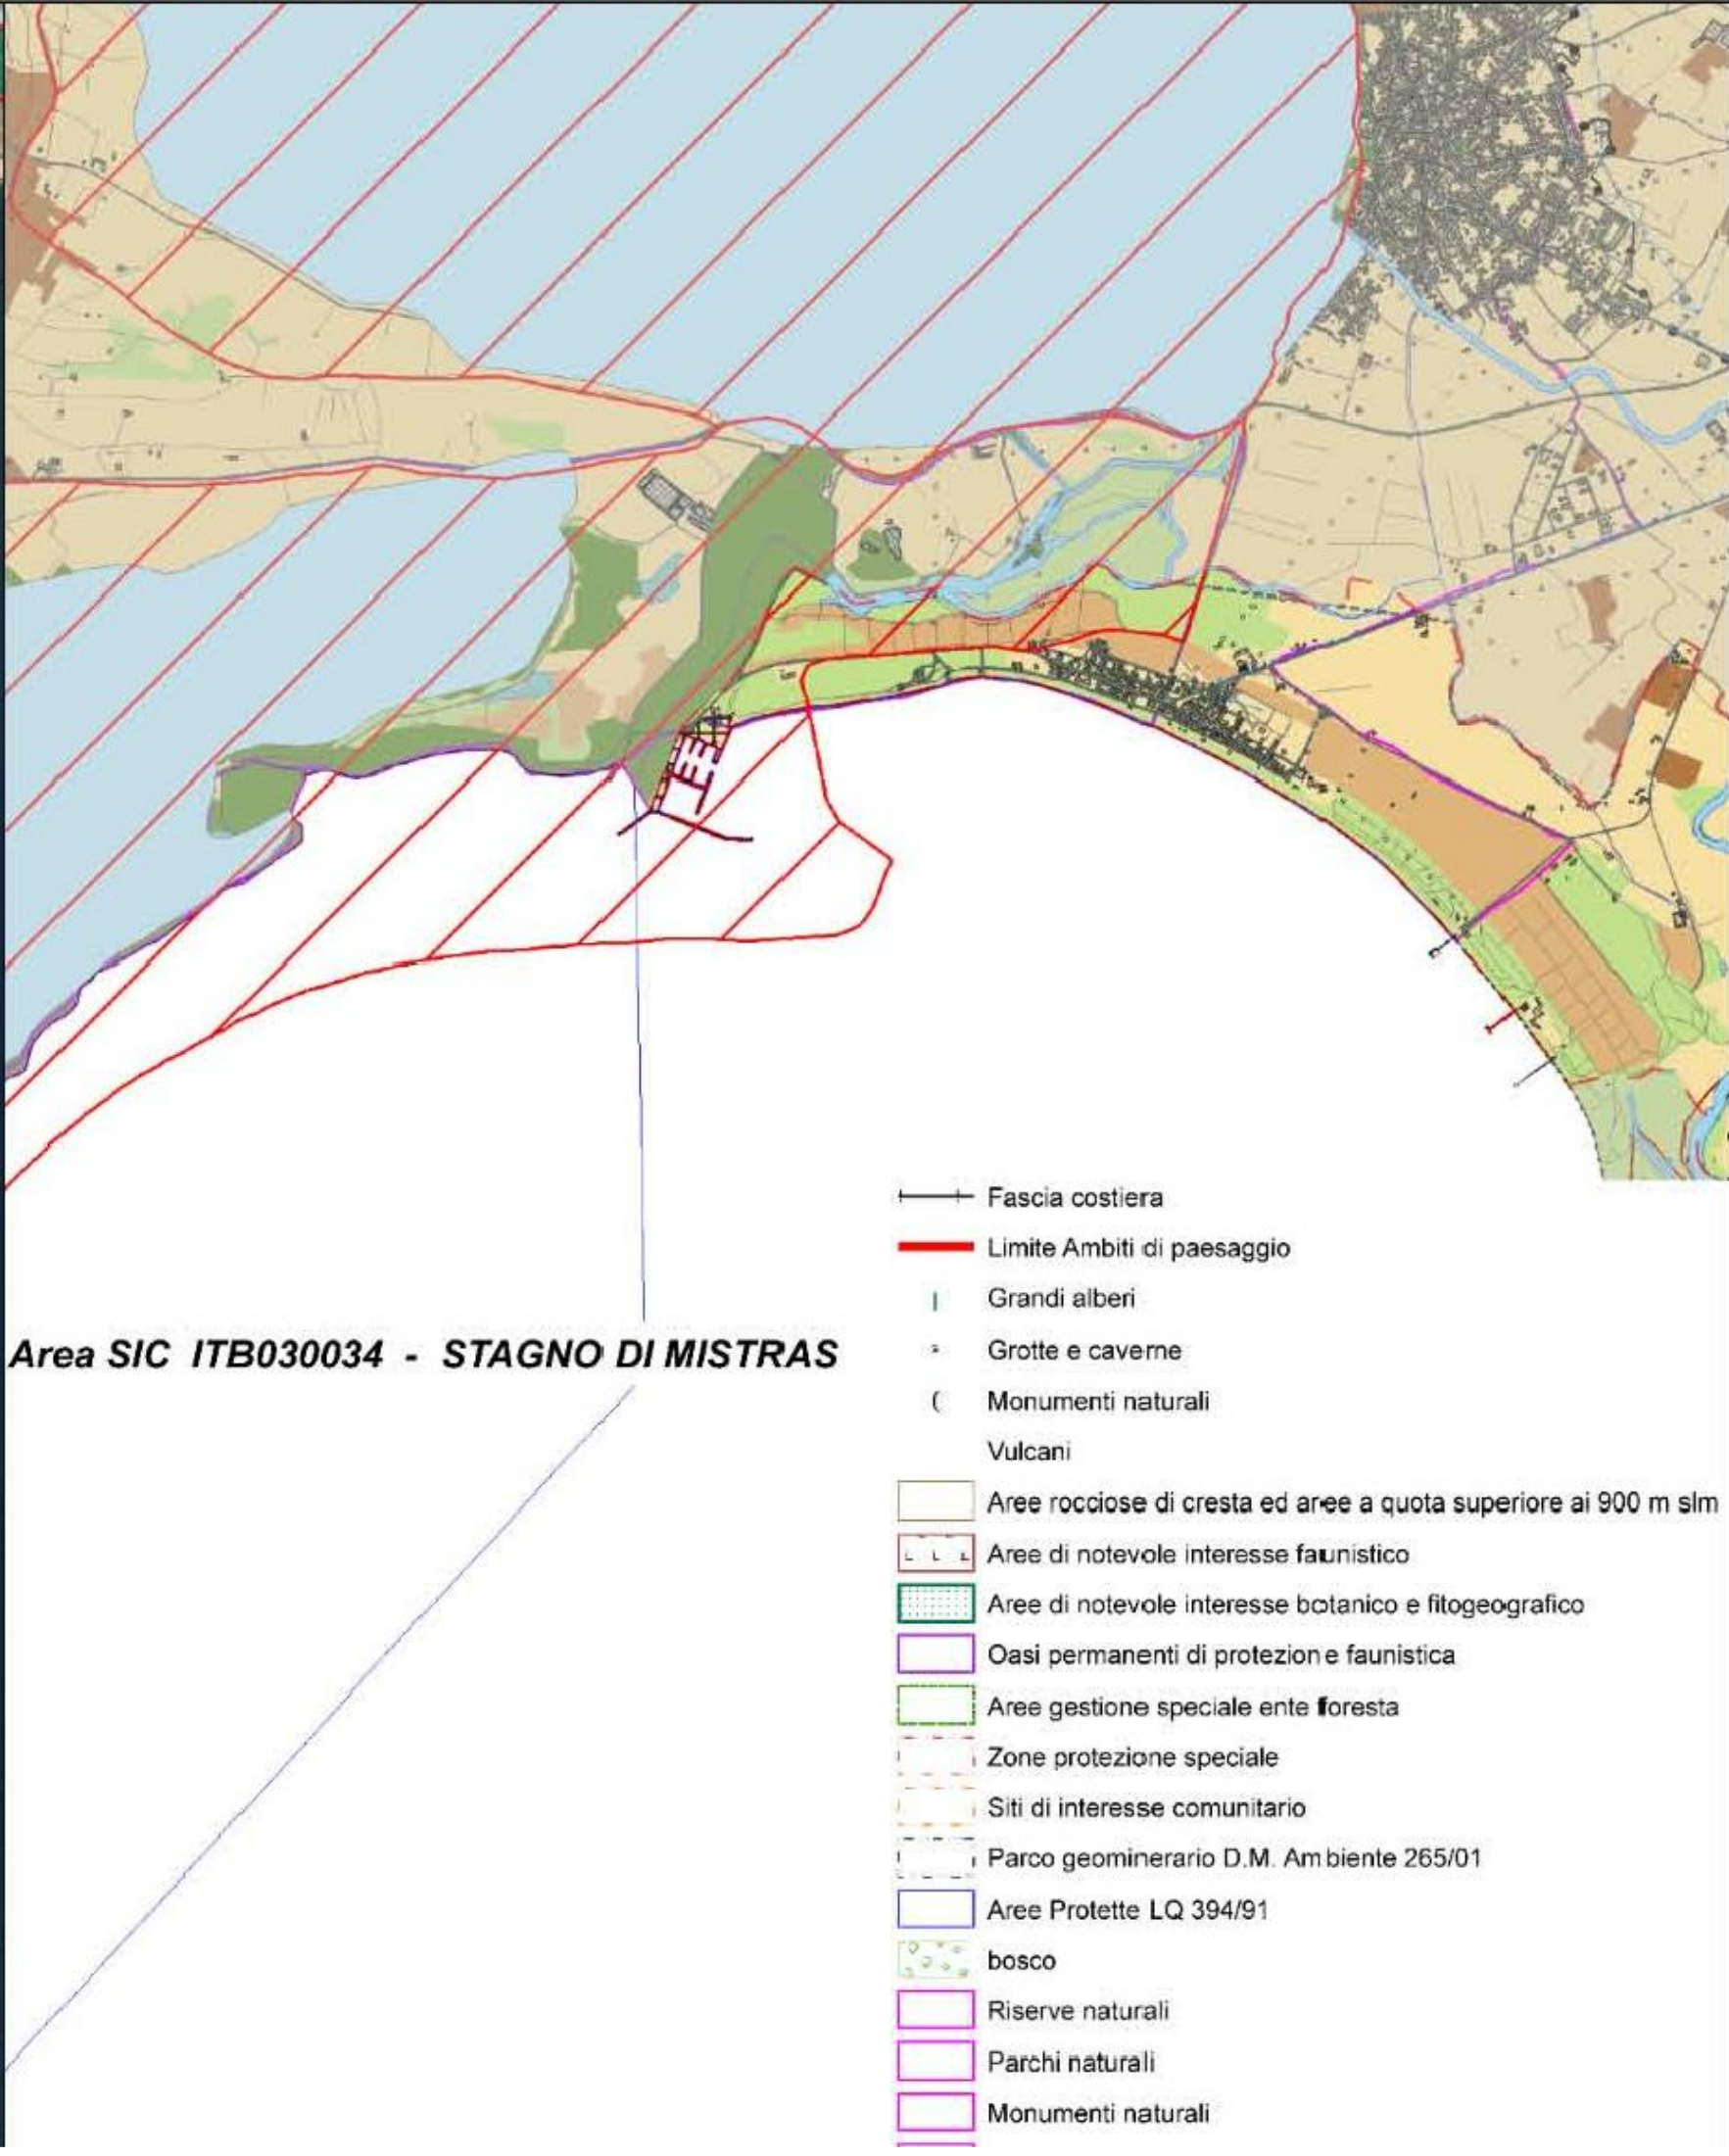 Fascia costiera
Limite Ambiti di paesaggio
Grandi alberi
Area SIC ITB030034 - STAGNO DI MISTRAS
Grotte e caverne
Monumenti naturali
Vulcani
Aree rocciose di cresta ed aree a quota superiore ai 900 m slm
Aree di notevole interesse faunistico
Aree di notevole interesse botanico e fitogeografico
Oasi permanenti di protezione faunistica
Aree gestione speciale ente foresta
Zone protezione speciale
Siti di interesse comunitario
Parco geominerario D.M. Ambiente 265/01
Aree Protette LQ 394/91
bosco
Riserve naturali
Parchi naturali
Monumenti naturali